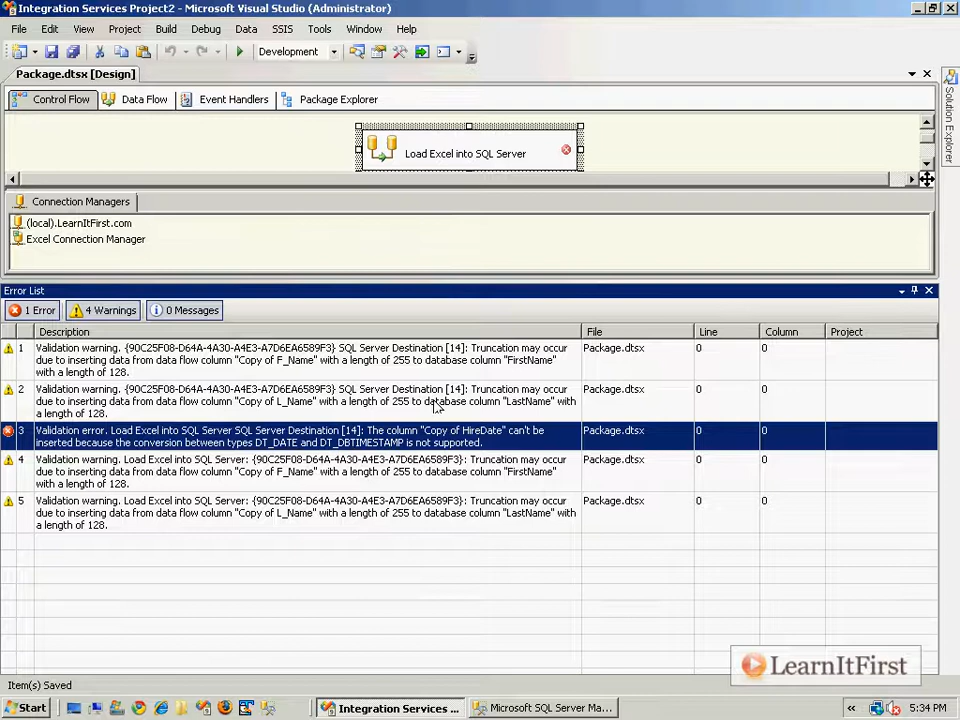 Integration Services Project2 - Microsoft Visual Studio (Administrator)
File Edit View Project Build Debug Data SSIS Tools Window Help
Development
Package.dtsx [Design]
Control Flow Data Flow Event Handlers Package Explorer
Solution Explorer
Load Excel into SQL Server
Connection Managers
(local).LearnItFirst.com
Excel Connection Manager
Error List
1 Error 4 Warnings 0 Messages
Description File Line Column Project
1 Validation warning. {90C25F08-D64A-4A30-A4E3-A7D6EA6589F3} SQL Server Destination [14]: Truncation may occur Package.dtsx 0 0
due to inserting data from data flow column "Copy of F_Name" with a length of 255 to database column "FirstName"
with a length of 128.
2 Validation warning. {90C25F08-D64A-4A30-A4E3-A7D6EA6589F3} SQL Server Destination [14]: Truncation may occur Package.dtsx 0 0
due to inserting data from data flow column "Copy of L_Name" with a length of 255 to database column "LastName" with
a length of 128.
3 Validation error. Load Excel into SQL Server SQL Server Destination [14]: The column "Copy of HireDate" can't be Package.dtsx 0 0
inserted because the conversion between types DT_DATE and DT_DBTIMESTAMP is not supported.
4 Validation warning. Load Excel into SQL Server: {90C25F08-D64A-4A30-A4E3-A7D6EA6589F3}: Truncation may occur Package.dtsx 0 0
due to inserting data from data flow column "Copy of F_Name" with a length of 255 to database column "FirstName"
with a length of 128.
5 Validation warning. Load Excel into SQL Server: {90C25F08-D64A-4A30-A4E3-A7D6EA6589F3}: Truncation may occur Package.dtsx 0 0
due to inserting data from data flow column "Copy of L_Name" with a length of 255 to database column "LastName" with
a length of 128.
LearnItFirst
Item(s) Saved
Start Integration Services ... Microsoft SQL Server Ma... « 5:34 PM